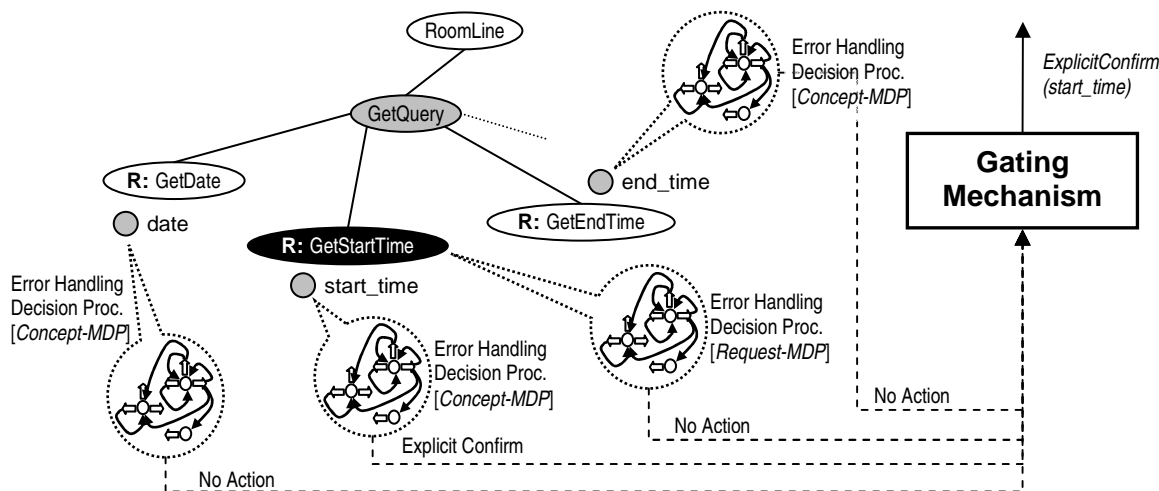 RoomLine
Error Handling
Decision Proc.
[Concept-MDP]
ExplicitConfirm
(start_time)
GetQuery
Gating
Mechanism
R: GetDate
end_time
date
R: GetEndTime
R: GetStartTime
start_time
Error Handling
Decision Proc.
[Concept-MDP]
Error Handling
Decision Proc.
[Concept-MDP]
Error Handling
Decision Proc.
[Request-MDP]
No Action
No Action
Explicit Confirm
No Action